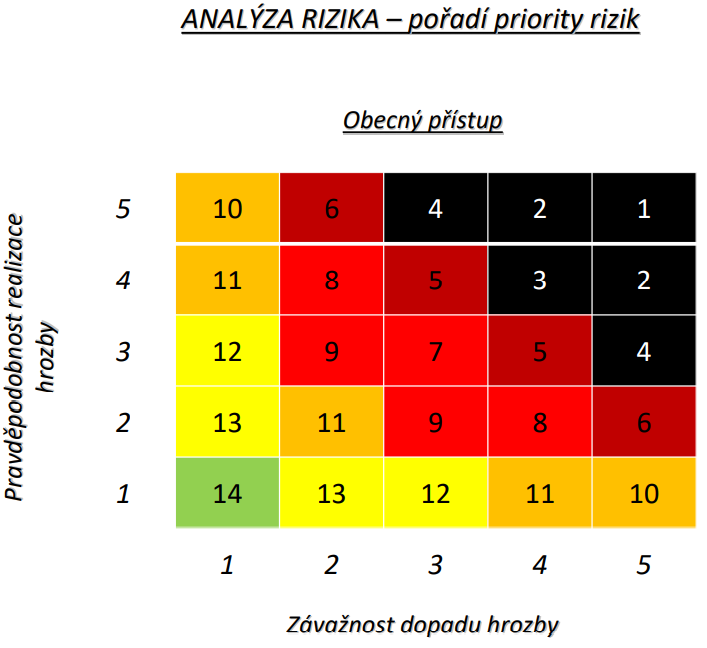 ANALÝZA RIZIKA – pořadí priority rizik
Obecný přístup
Pravděpodobnost realizace
hrozby
5 10 6 4 2 1
4 11 8 5 3 2
3 12 9 7 5 4
2 13 11 9 8 6
1 14 13 12 11 10
1 2 3 4 5
Závažnost dopadu hrozby